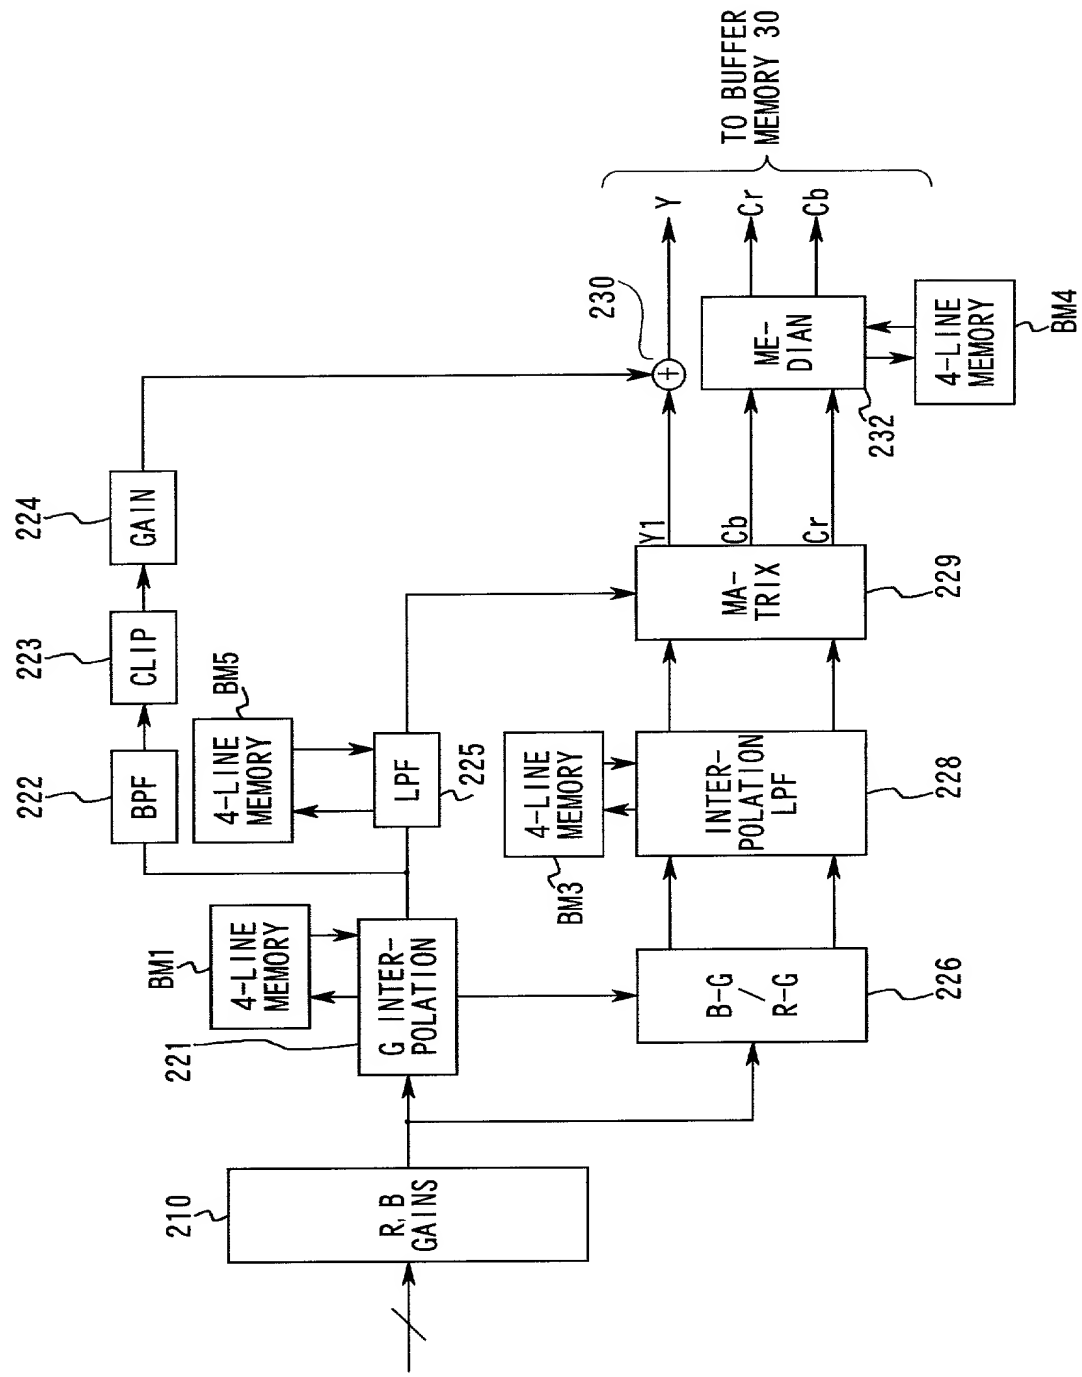 210
R, B
GAINS
221
G INTER-
POLATION
BM1
4-LINE
MEMORY
222
BPF
223
CLIP
224
GAIN
BM5
4-LINE
MEMORY
LPF
225
226
B-G
/
R-G
BM3
4-LINE
MEMORY
INTER-
POLATION
LPF
228
MA-
TRIX
229
Y1
Cb
Cr
230
+
ME-
DIAN
232
4-LINE
MEMORY
BM4
Y
Cr
Cb
TO BUFFER
MEMORY 30